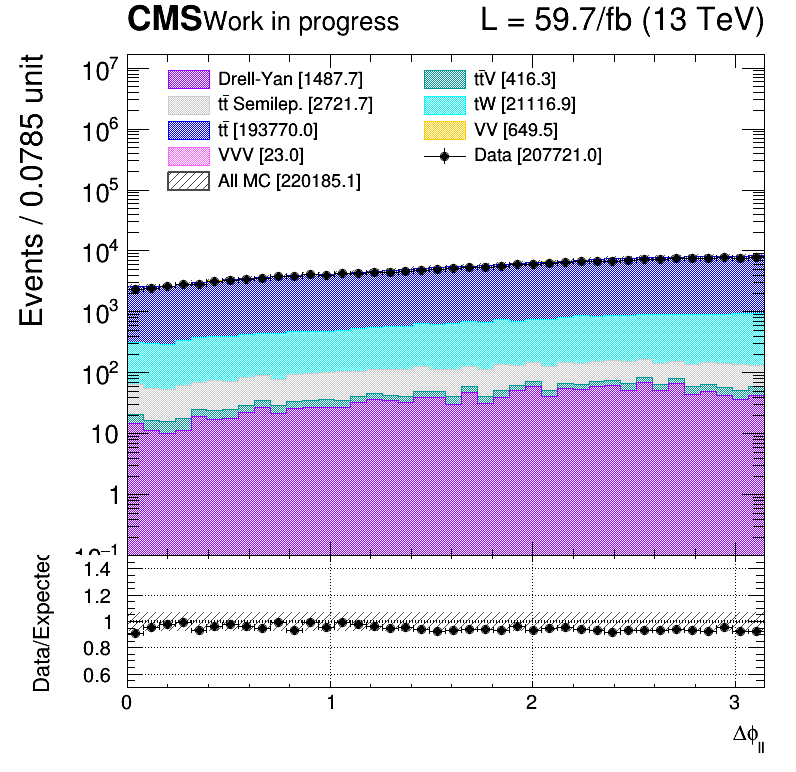 CMS Work in progress L = 59.7/fb (13 TeV)
Events / 0.0785 unit
10⁷
10⁶
10⁵
10⁴
10³
10²
10
1
10⁻¹
Drell-Yan [1487.7]
tt̄V [416.3]
tt̄ Semilep. [2721.7]
tW [21116.9]
tt̄ [193770.0]
VV [649.5]
VVV [23.0]
Data [207721.0]
All MC [220185.1]
Data/Expected
1.4
1.2
1
0.8
0.6
0 1 2 3
Δϕ_ll